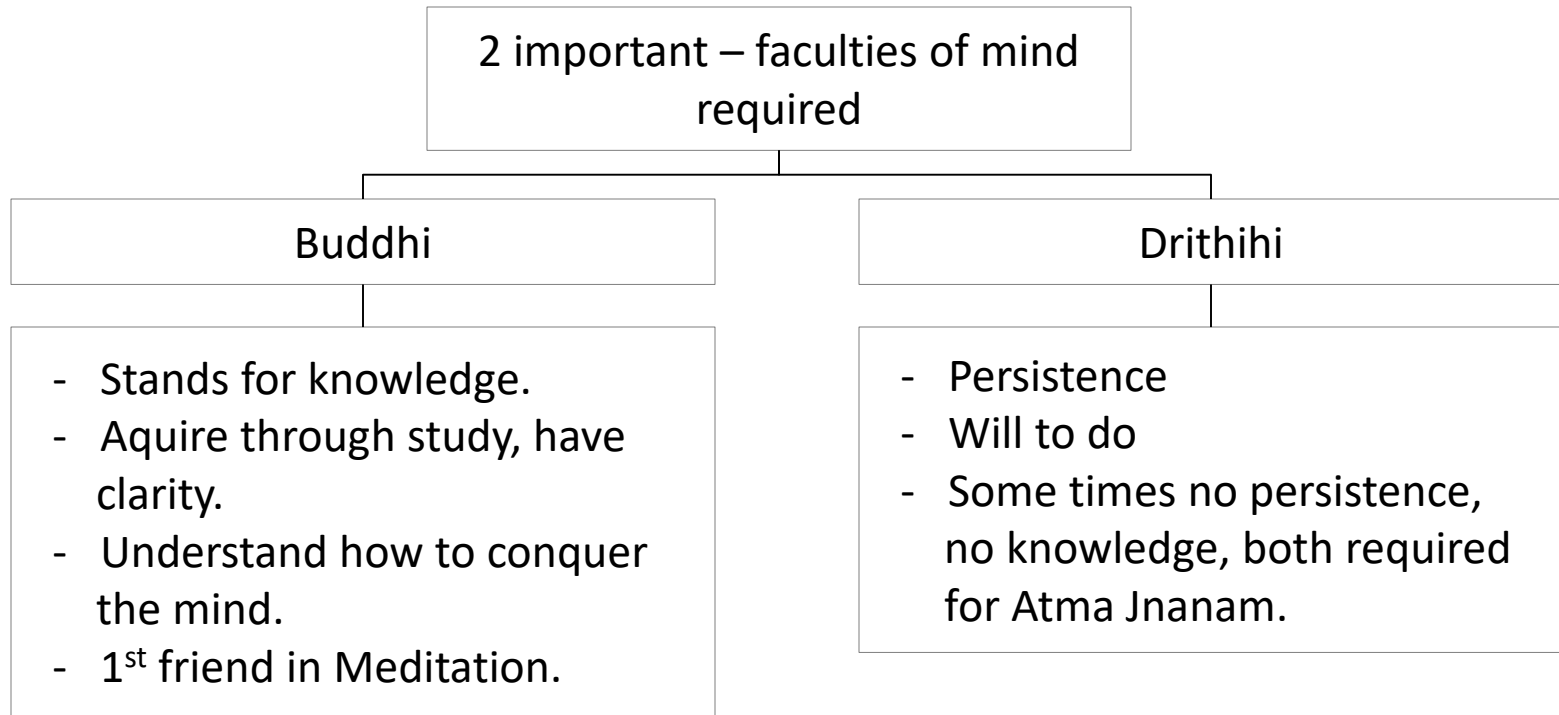 2 important – faculties of mind
required
Buddhi
Drithihi
- Stands for knowledge.
- Aquire through study, have
clarity.
- Understand how to conquer
the mind.
- 1st friend in Meditation.
- Persistence
- Will to do
- Some times no persistence,
no knowledge, both required
for Atma Jnanam.